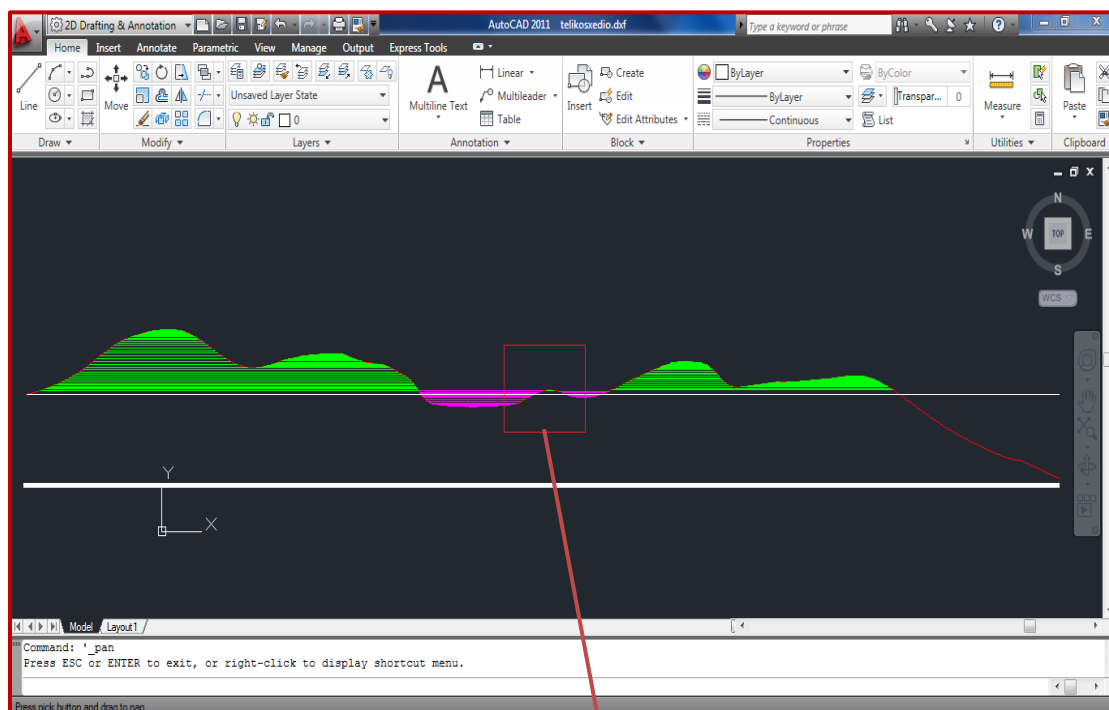 2D Drafting & Annotation
AutoCAD 2011 telikosxedio.dxf
Type a keyword or phrase
Home Insert Annotate Parametric View Manage Output Express Tools
Line
Move
Unsaved Layer State
0
A
Multiline Text
Linear
Multileader
Table
Insert
Create
Edit
Edit Attributes
ByLayer
ByLayer
Continuous
ByColor
Transpar... 0
List
Measure
Paste
Draw Modify Layers Annotation Block Properties Utilities Clipboard
N
W TOP E
S
WCS
Y
X
Model Layout1
Command: '_pan
Press ESC or ENTER to exit, or right-click to display shortcut menu.
Press pick button and drag to pan